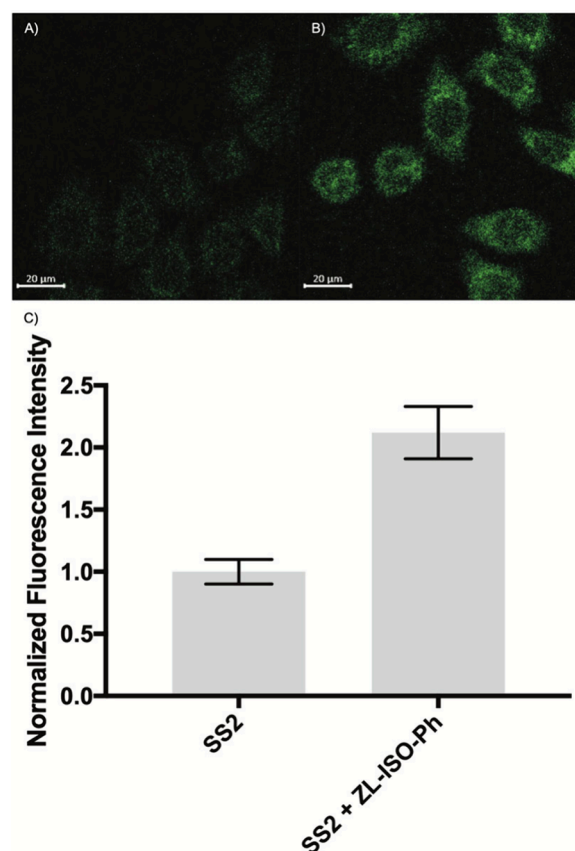 A)
B)
20 µm
20 µm
C)
Normalized Fluorescence Intensity
2.5
2.0
1.5
1.0
0.5
0.0
SS2
SS2 + ZL-ISO-Ph